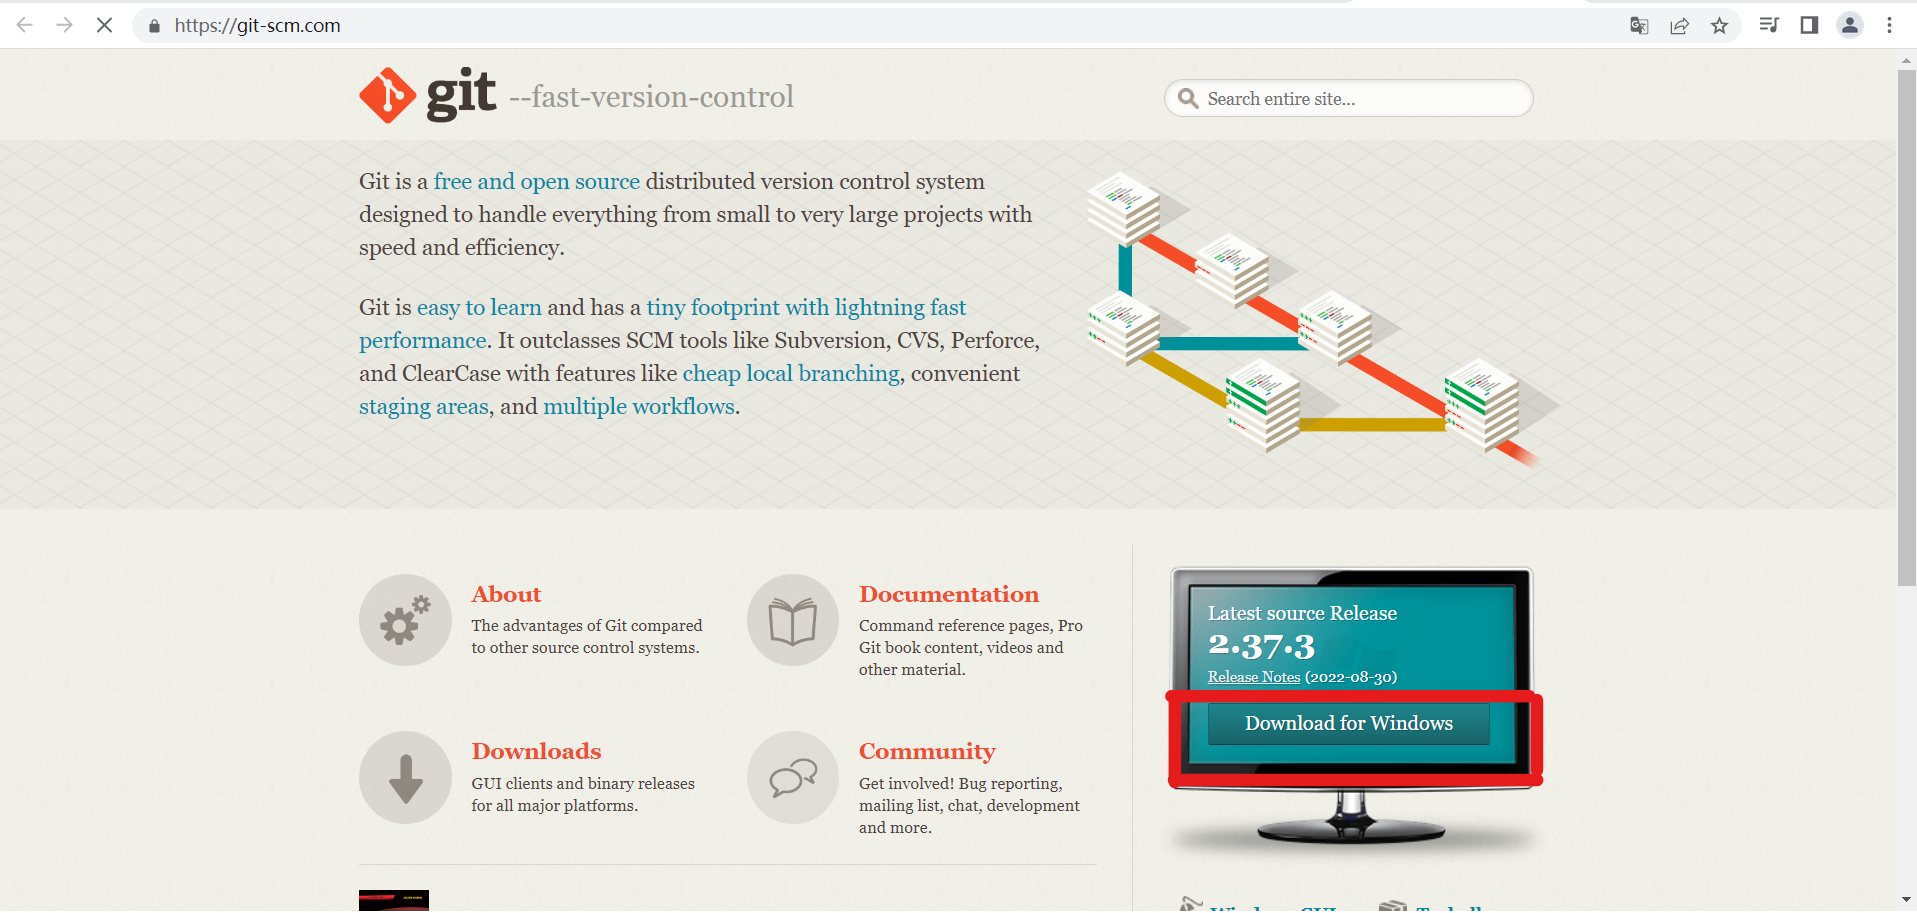 https://git-scm.com
git --fast-version-control
Search entire site...
Git is a free and open source distributed version control system
designed to handle everything from small to very large projects with
speed and efficiency.
Git is easy to learn and has a tiny footprint with lightning fast
performance. It outclasses SCM tools like Subversion, CVS, Perforce,
and ClearCase with features like cheap local branching, convenient
staging areas, and multiple workflows.
About
The advantages of Git compared
to other source control systems.
Documentation
Command reference pages, Pro
Git book content, videos and
other material.
Downloads
GUI clients and binary releases
for all major platforms.
Community
Get involved! Bug reporting,
mailing list, chat, development
and more.
Latest source Release
2.37.3
Release Notes (2022-08-30)
Download for Windows